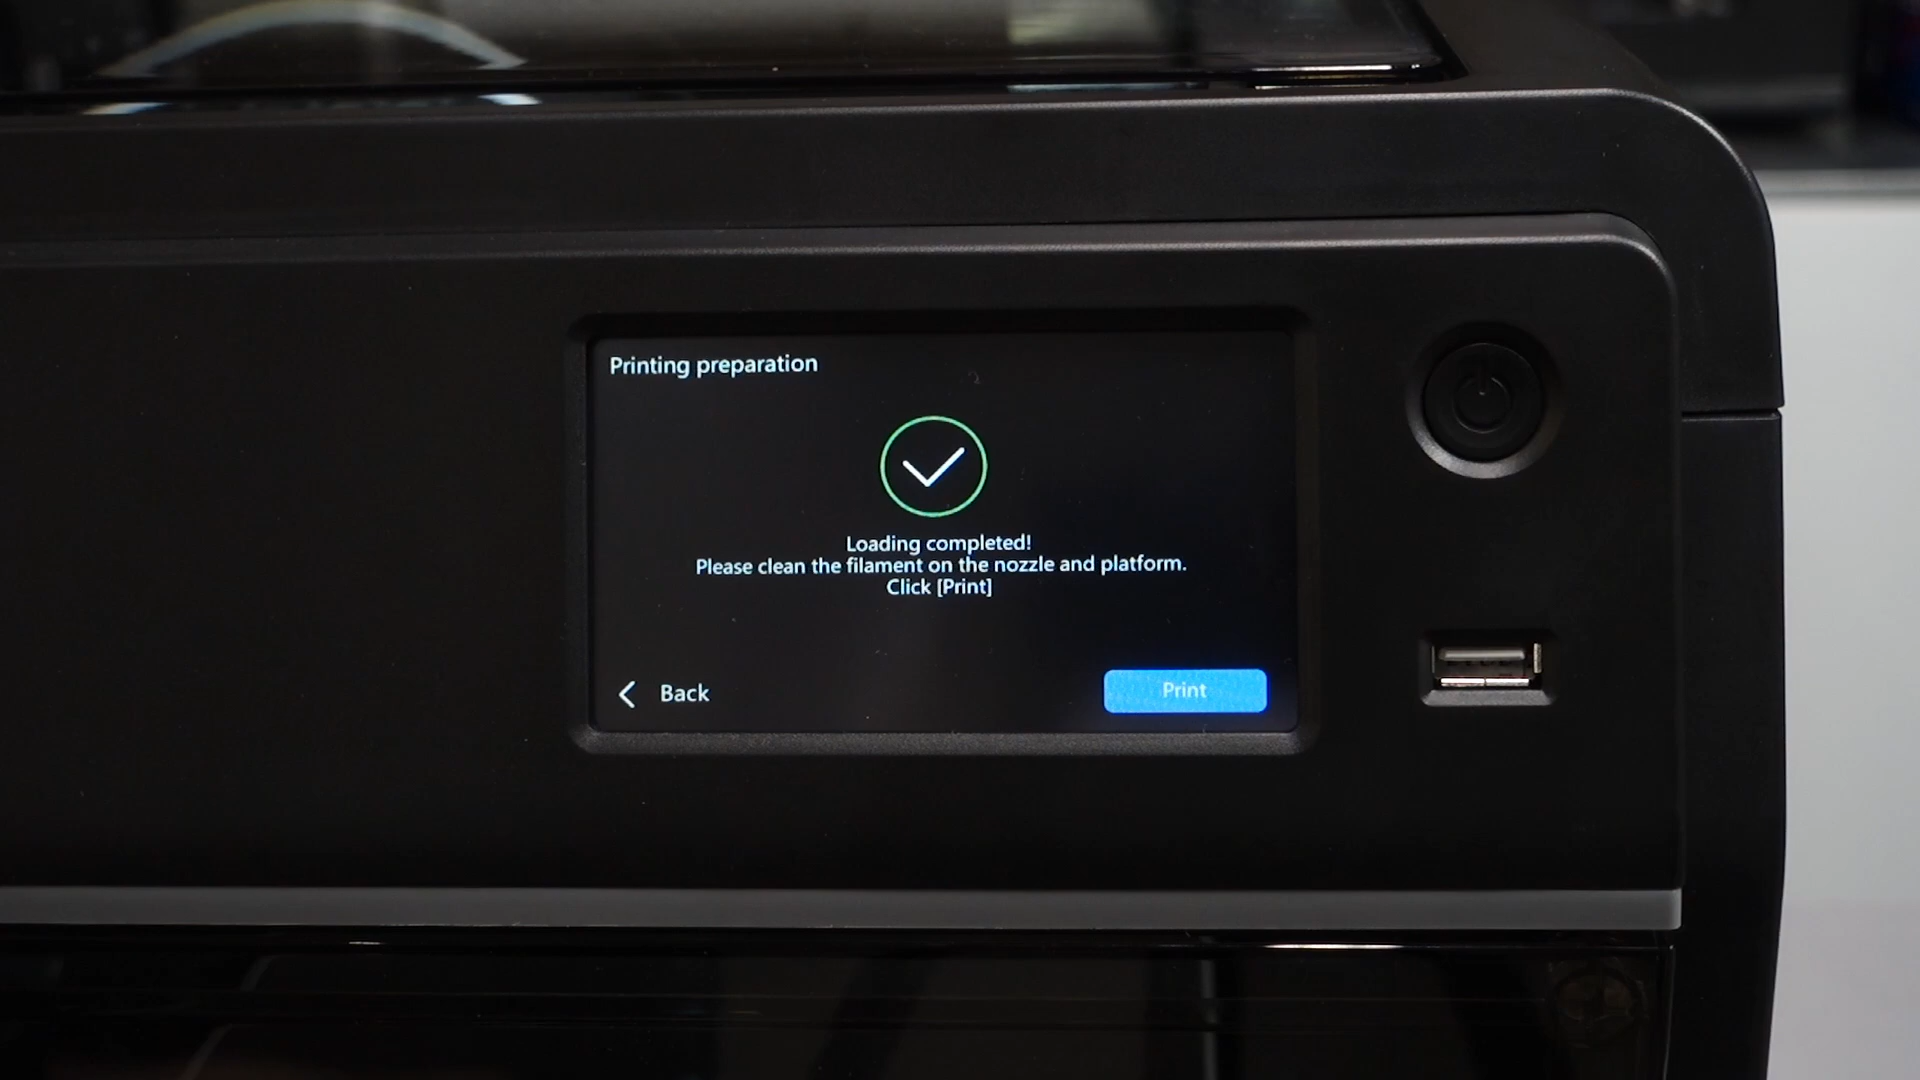 Printing preparation
Loading completed!
Please clean the filament on the nozzle and platform.
Click [Print]
Back
Print